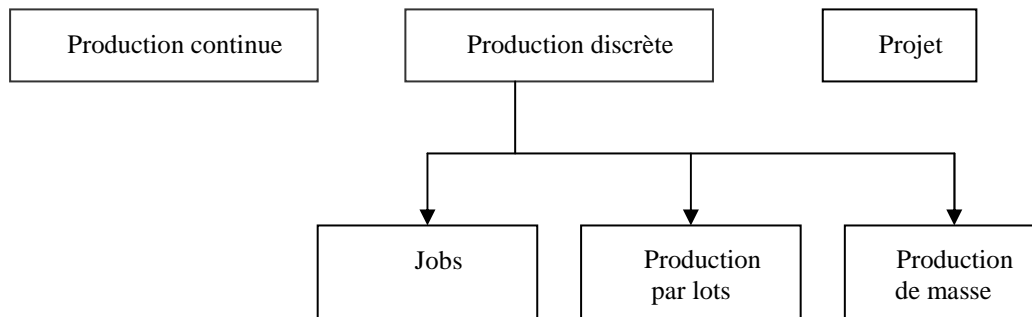 Production continue
Production discrète
Projet
Jobs
Production
par lots
Production
de masse